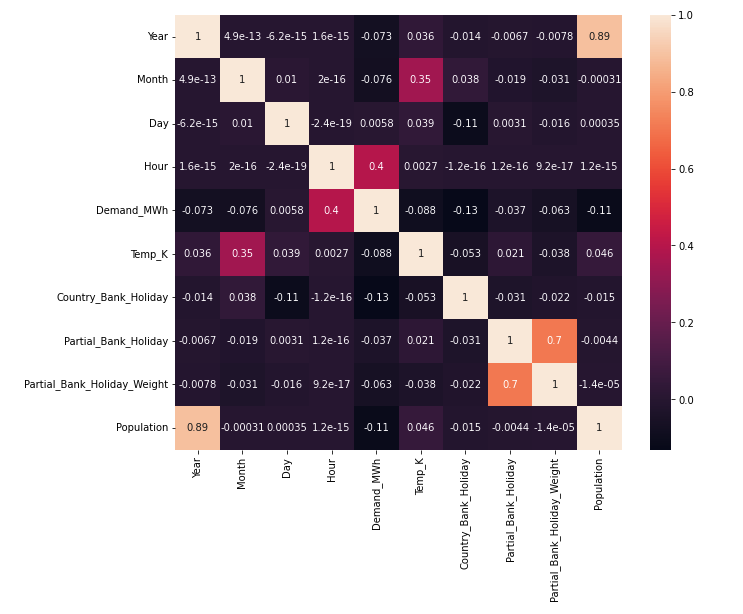 Year 1 4.9e-13 -6.2e-15 1.6e-15 -0.073 0.036 -0.014 -0.0067 -0.0078 0.89
Month 4.9e-13 1 0.01 2e-16 -0.076 0.35 0.038 -0.019 -0.031 -0.00031
Day -6.2e-15 0.01 1 -2.4e-19 0.0058 0.039 -0.11 0.0031 -0.016 0.00035
Hour 1.6e-15 2e-16 -2.4e-19 1 0.4 0.0027 -1.2e-16 1.2e-16 9.2e-17 1.2e-15
Demand_MWh -0.073 -0.076 0.0058 0.4 1 -0.088 -0.13 -0.037 -0.063 -0.11
Temp_K 0.036 0.35 0.039 0.0027 -0.088 1 -0.053 0.021 -0.038 0.046
Country_Bank_Holiday -0.014 0.038 -0.11 -1.2e-16 -0.13 -0.053 1 -0.031 -0.022 -0.015
Partial_Bank_Holiday -0.0067 -0.019 0.0031 1.2e-16 -0.037 0.021 -0.031 1 0.7 -0.0044
Partial_Bank_Holiday_Weight -0.0078 -0.031 -0.016 9.2e-17 -0.063 -0.038 -0.022 0.7 1 -1.4e-05
Population 0.89 -0.00031 0.00035 1.2e-15 -0.11 0.046 -0.015 -0.0044 -1.4e-05 1
Year
Month
Day
Hour
Demand_MWh
Temp_K
Country_Bank_Holiday
Partial_Bank_Holiday
Partial_Bank_Holiday_Weight
Population
1.0
0.8
0.6
0.4
0.2
0.0